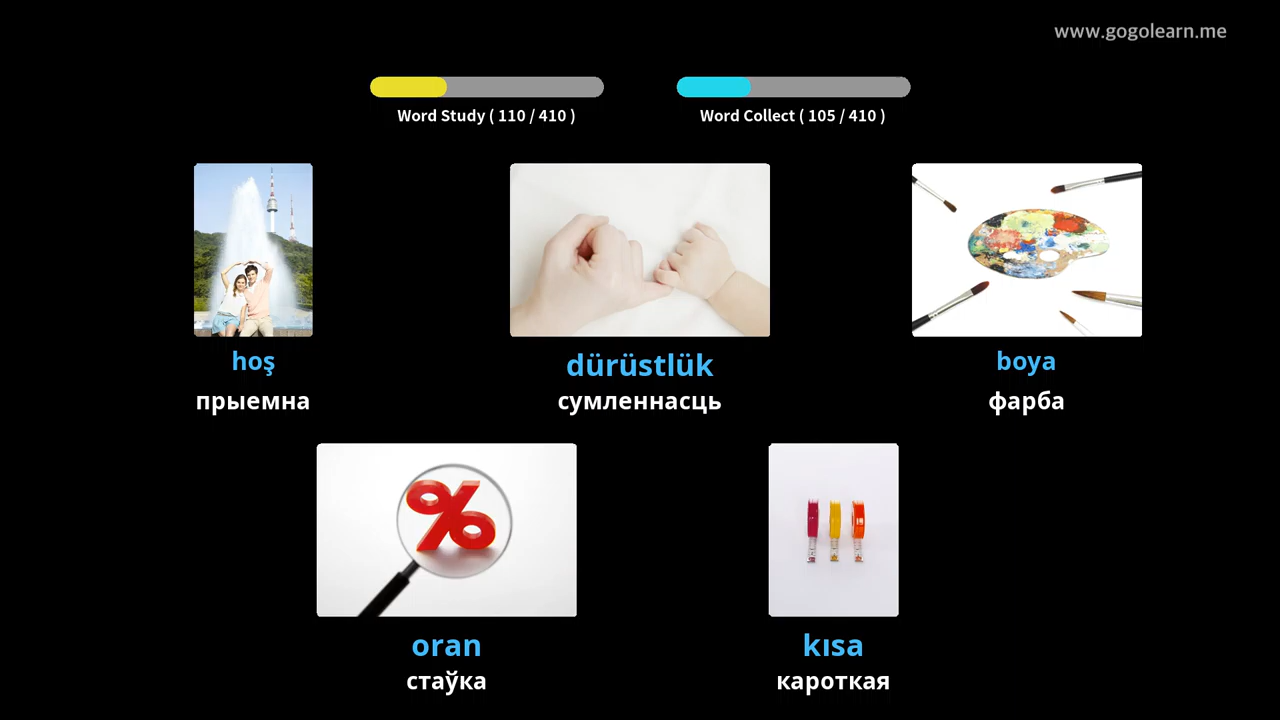 www.gogolearn.me
Word Study ( 110 / 410 )
Word Collect ( 105 / 410 )
hoş
прыемна
dürüstlük
сумленнасць
boya
фарба
oran
стаўка
kısa
кароткая